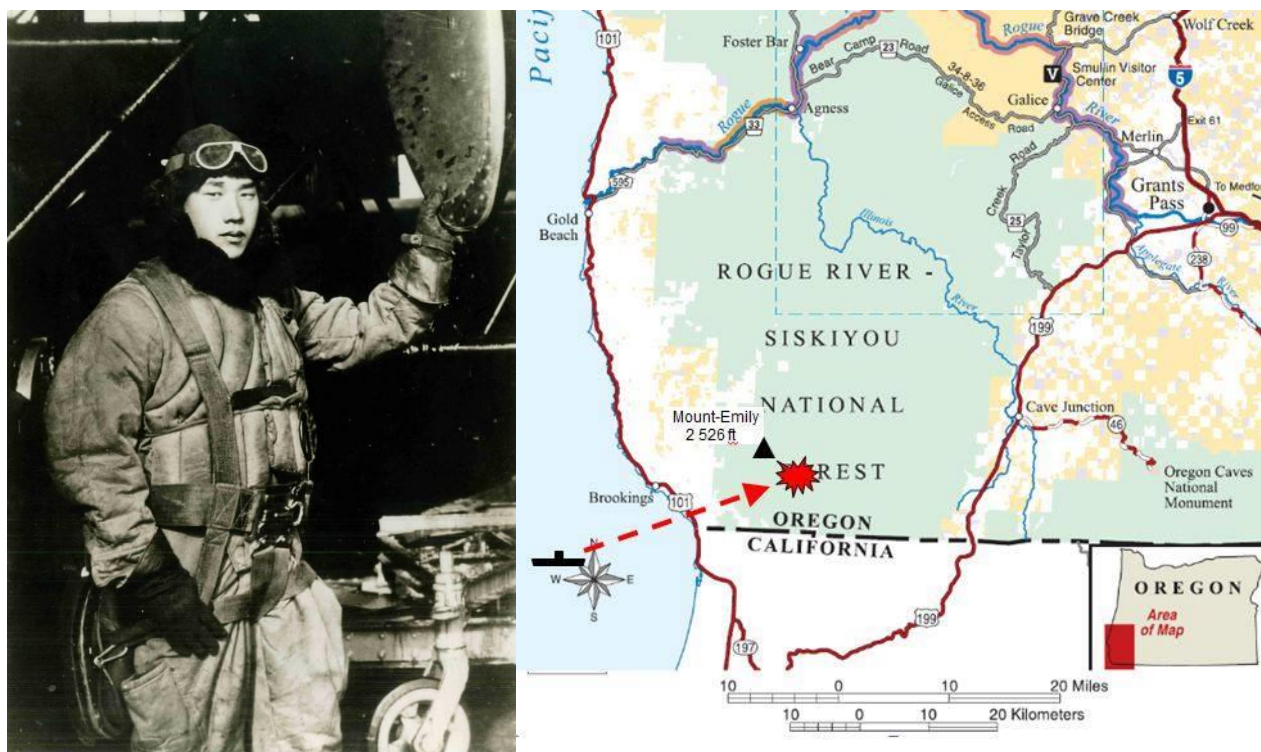 Pacif
101
Foster Bar
Bear Camp Road
23
34-8-36
Galice Access Road
Rogue
Grave Creek
Bridge
Wolf Creek
V
Smullin Visitor
Center
5
Galice
River
Agness
Rogue
33
Merlin
Exit 61
595
Gold
Beach
Illinois
River
Taylor Creek Road
25
Grants
Pass
To Medfor
99
238
Applegate
River
ROGUE RIVER -
SISKIYOU
NATIONAL
REST
199
Mount-Emily
2 526 ft
Cave Junction
46
Oregon Caves
National
Monument
Brookings
101
OREGON
CALIFORNIA
N
W E
S
199
197
OREGON
Area
of Map
10 0 10 20 Miles
10 0 10 20 Kilometers